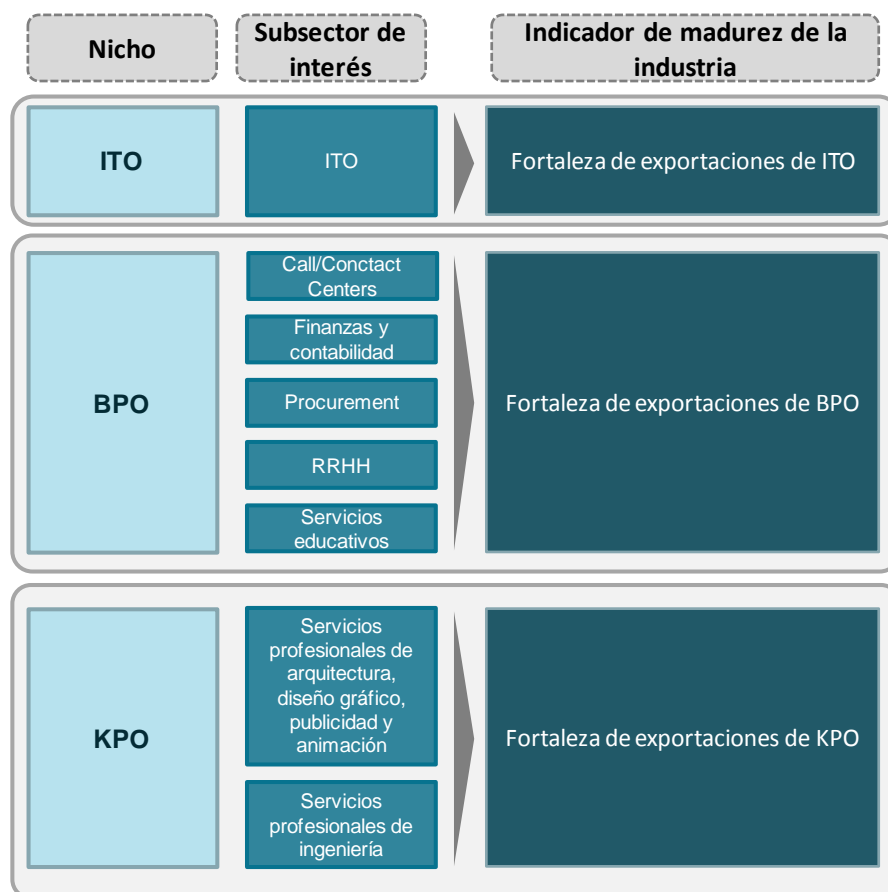 Nicho
Subsector de
interés
Indicador de madurez de la
industria
ITO
ITO
Fortaleza de exportaciones de ITO
BPO
Call/Conctact
Centers
Finanzas y
contabilidad
Procurement
RRHH
Servicios
educativos
Fortaleza de exportaciones de BPO
KPO
Servicios
profesionales de
arquitectura,
diseño gráfico,
publicidad y
animación
Servicios
profesionales de
ingeniería
Fortaleza de exportaciones de KPO